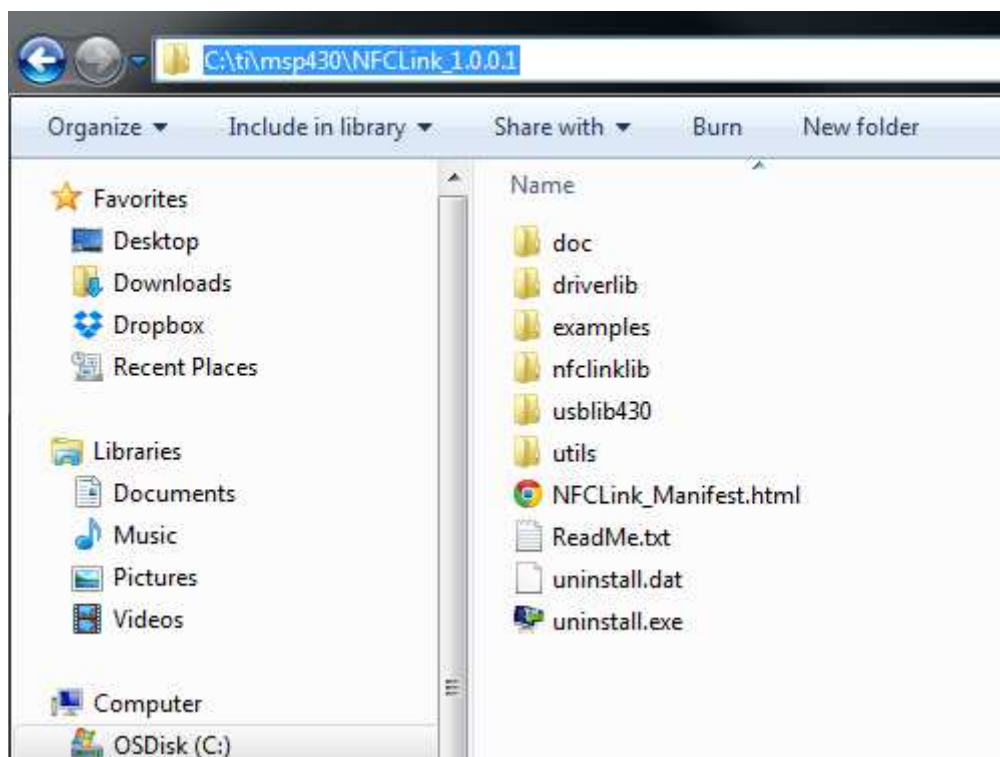 C:\ti\msp430\NFCLink_1.0.0.1
Organize Include in library Share with Burn New folder
Favorites
Desktop
Downloads
Dropbox
Recent Places
Libraries
Documents
Music
Pictures
Videos
Computer
OSDisk (C:)
Name
doc
driverlib
examples
nfclinklib
usblib430
utils
NFCLink_Manifest.html
ReadMe.txt
uninstall.dat
uninstall.exe